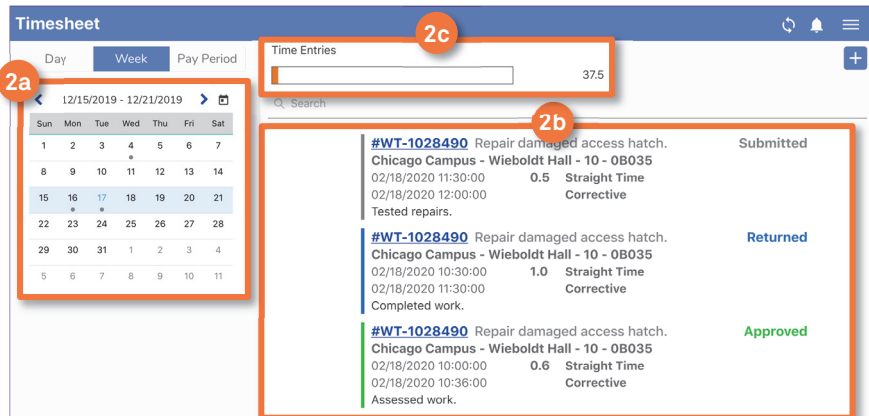 Timesheet
2c
Day Week Pay Period
Time Entries
37.5
2a
12/15/2019 - 12/21/2019
Search
Sun Mon Tue Wed Thu Fri Sat
1 2 3 4 5 6 7
8 9 10 11 12 13 14
15 16 17 18 19 20 21
22 23 24 25 26 27 28
29 30 31 1 2 3 4
5 6 7 8 9 10 11
2b
#WT-1028490 Repair damaged access hatch. Submitted
Chicago Campus - Wieboldt Hall - 10 - 0B035
02/18/2020 11:30:00 0.5 Straight Time
02/18/2020 12:00:00 Corrective
Tested repairs.
#WT-1028490 Repair damaged access hatch. Returned
Chicago Campus - Wieboldt Hall - 10 - 0B035
02/18/2020 10:30:00 1.0 Straight Time
02/18/2020 11:30:00 Corrective
Completed work.
#WT-1028490 Repair damaged access hatch. Approved
Chicago Campus - Wieboldt Hall - 10 - 0B035
02/18/2020 10:00:00 0.6 Straight Time
02/18/2020 10:36:00 Corrective
Assessed work.